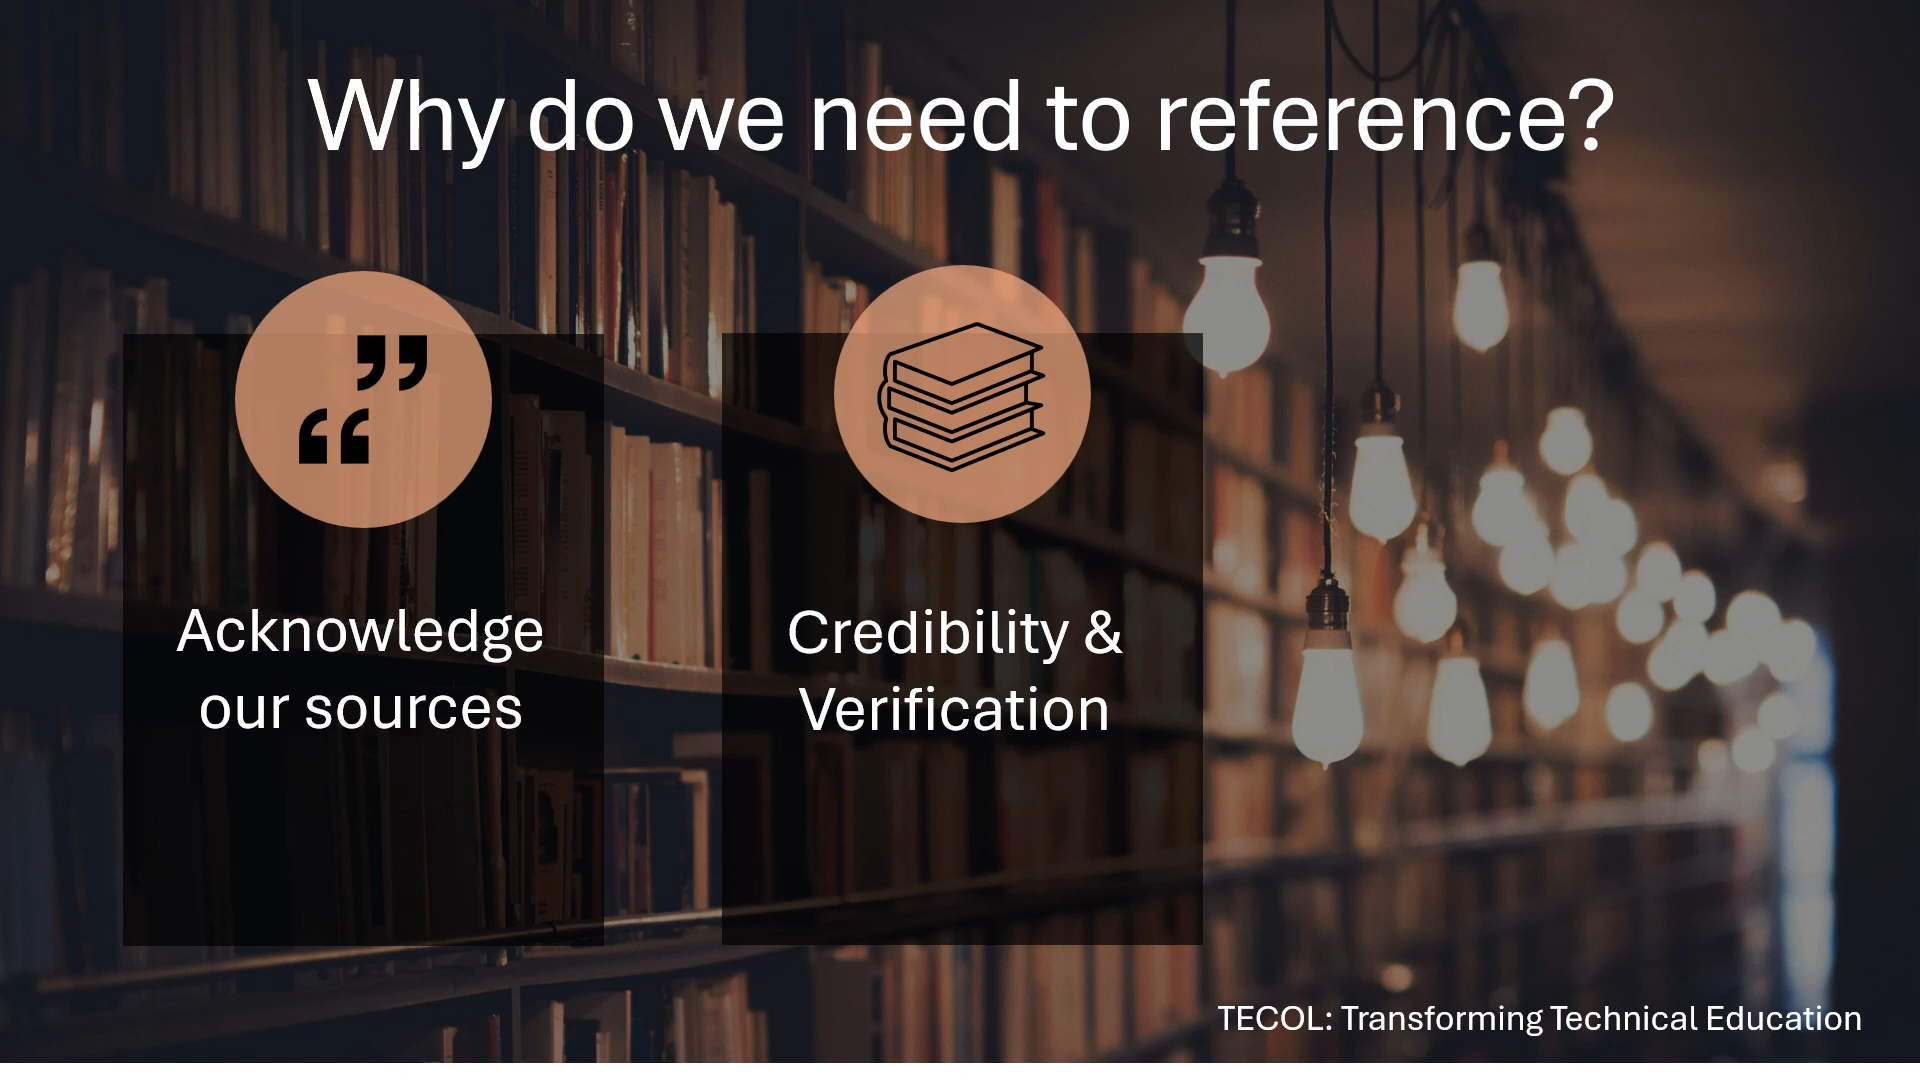 Why do we need to reference?
Acknowledge
our sources
Credibility &
Verification
TECOL: Transforming Technical Education